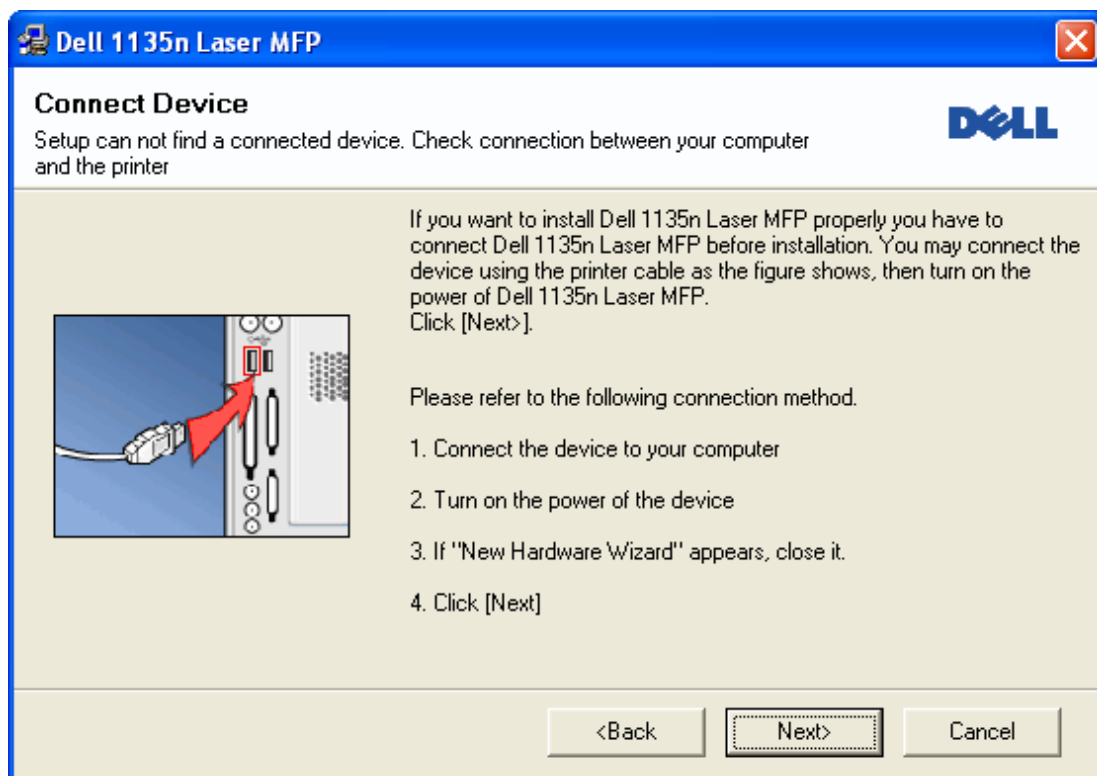 Dell 1135n Laser MFP
Connect Device
Setup can not find a connected device. Check connection between your computer
and the printer
DELL
If you want to install Dell 1135n Laser MFP properly you have to
connect Dell 1135n Laser MFP before installation. You may connect the
device using the printer cable as the figure shows, then turn on the
power of Dell 1135n Laser MFP.
Click [Next>].
Please refer to the following connection method.
1. Connect the device to your computer
2. Turn on the power of the device
3. If "New Hardware Wizard" appears, close it.
4. Click [Next]
<Back
Next>
Cancel